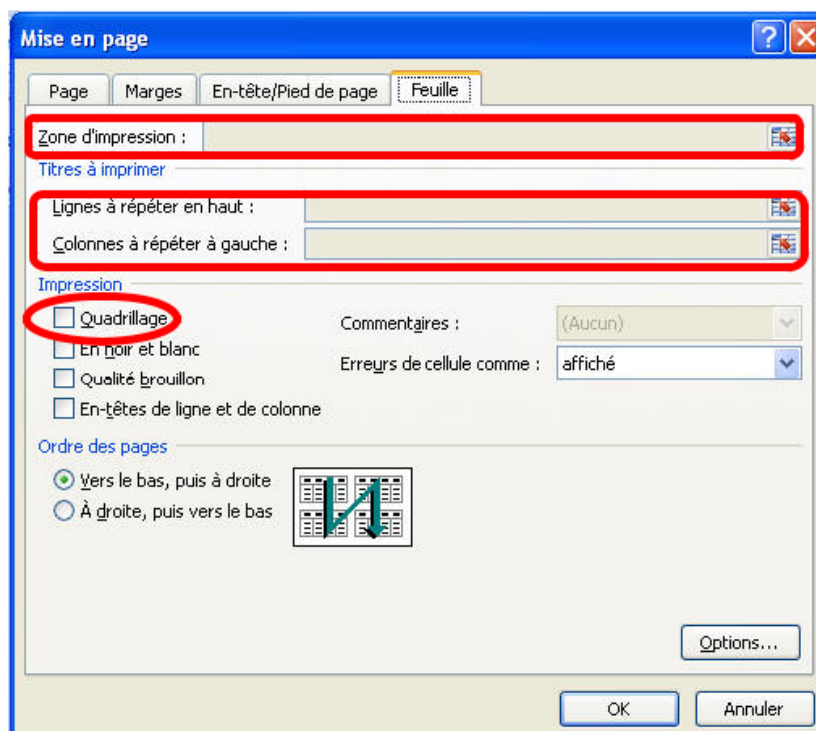 Mise en page
Page Marges En-tête/Pied de page Feuille
Zone d'impression :
Titres à imprimer
Lignes à répéter en haut :
Colonnes à répéter à gauche :
Impression
Quadrillage
En noir et blanc
Qualité brouillon
En-têtes de ligne et de colonne
Commentaires : (Aucun)
Erreurs de cellule comme : affiché
Ordre des pages
Vers le bas, puis à droite
À droite, puis vers le bas
Options...
OK Annuler